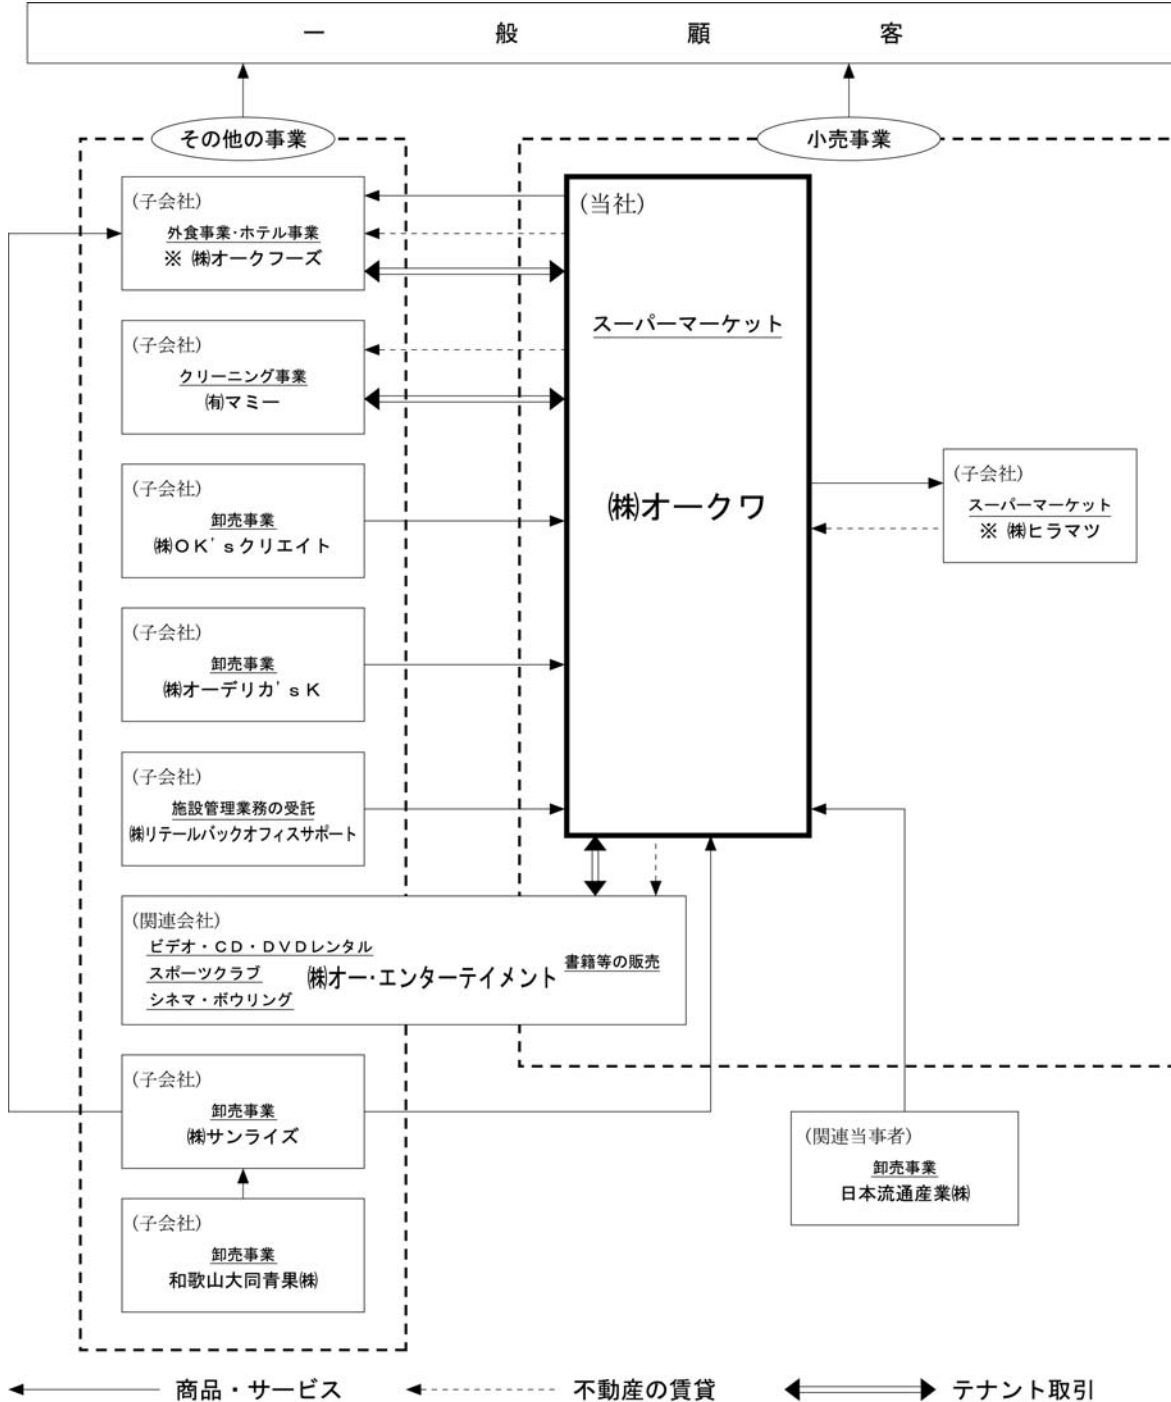 一般顧客
その他の事業
小売事業
(子会社)
外食事業・ホテル事業
※ ㈱オークフーズ
(子会社)
クリーニング事業
㈲マミー
(子会社)
卸売事業
㈱ＯＫ'ｓクリエイト
(子会社)
卸売事業
㈱オーデリカ'ｓＫ
(子会社)
施設管理業務の受託
㈱リテールバックオフィスサポート
(当社)
スーパーマーケット
㈱オークワ
(子会社)
スーパーマーケット
※ ㈱ヒラマツ
(関連会社)
ビデオ・ＣＤ・ＤＶＤレンタル
スポーツクラブ
シネマ・ボウリング
㈱オー・エンターテイメント
書籍等の販売
(子会社)
卸売事業
㈱サンライズ
(子会社)
卸売事業
和歌山大同青果㈱
(関連当事者)
卸売事業
日本流通産業㈱
商品・サービス
不動産の賃貸
テナント取引